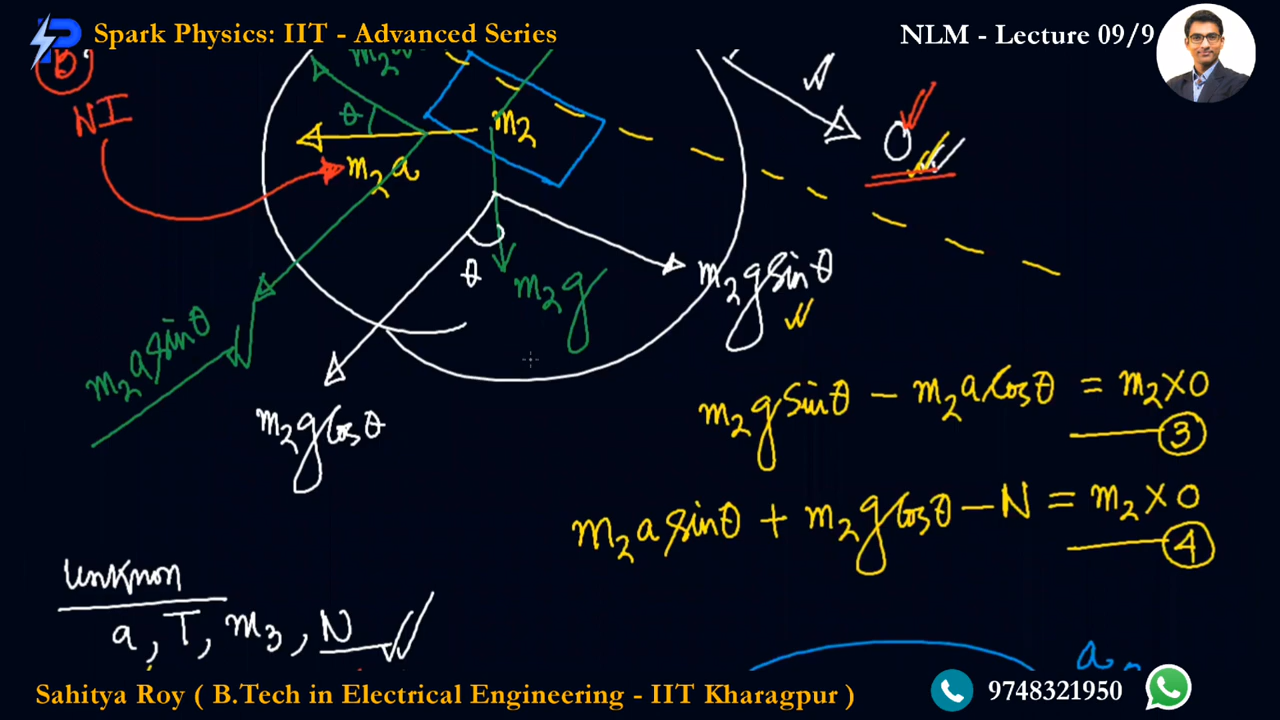 Spark Physics: IIT - Advanced Series
NLM - Lecture 09/9
NI
θ
m₂
m₂a
0
θ
m₂g
m₂g sinθ
m₂a sinθ
m₂g cosθ
m₂g sinθ - m₂a cosθ = m₂×0
3
m₂a sinθ + m₂g cosθ - N = m₂×0
4
unknon
a, T, m₃, N
Sahitya Roy ( B.Tech in Electrical Engineering - IIT Kharagpur )
9748321950